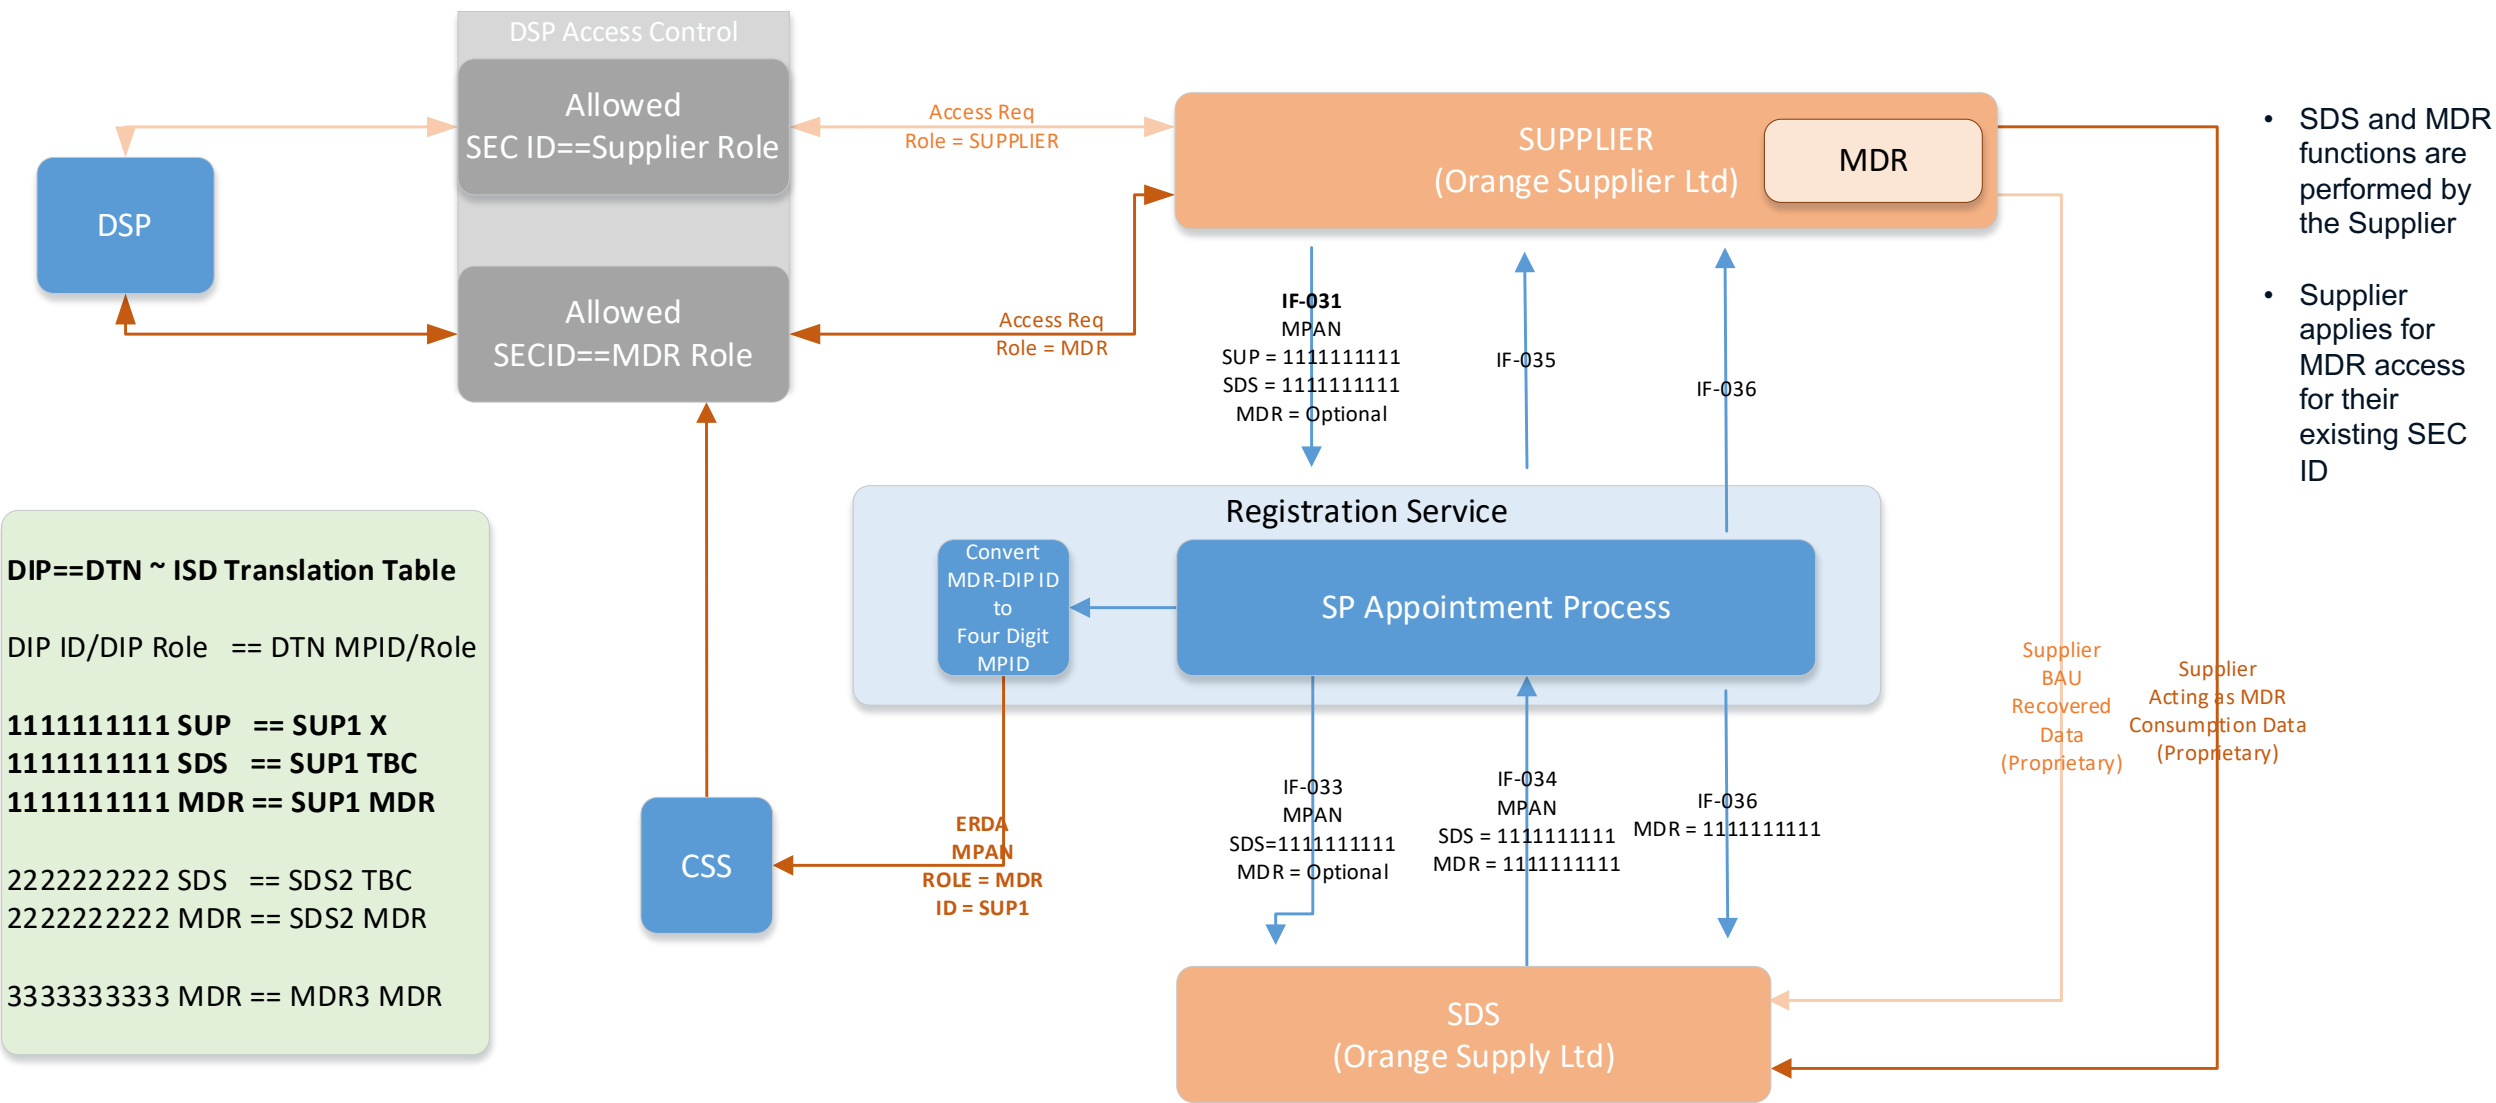 DSP Access Control
Allowed
SEC ID==Supplier Role
Allowed
SECID==MDR Role
DSP
Access Req
Role = SUPPLIER
Access Req
Role = MDR
SUPPLIER
(Orange Supplier Ltd)
MDR
• SDS and MDR
functions are
performed by
the Supplier
• Supplier
applies for
MDR access
for their
existing SEC
ID
IF-031
MPAN
SUP = 1111111111
SDS = 1111111111
MDR = Optional
IF-035
IF-036
Registration Service
Convert
MDR-DIP ID
to
Four Digit
MPID
SP Appointment Process
DIP==DTN ~ ISD Translation Table
DIP ID/DIP Role == DTN MPID/Role
1111111111 SUP == SUP1 X
1111111111 SDS == SUP1 TBC
1111111111 MDR == SUP1 MDR
2222222222 SDS == SDS2 TBC
2222222222 MDR == SDS2 MDR
3333333333 MDR == MDR3 MDR
CSS
ERDA
MPAN
ROLE = MDR
ID = SUP1
IF-033
MPAN
SDS=1111111111
MDR = Optional
IF-034
MPAN
SDS = 1111111111
MDR = 1111111111
IF-036
MDR = 1111111111
Supplier
BAU
Recovered
Data
(Proprietary)
Supplier
Acting as MDR
Consumption Data
(Proprietary)
SDS
(Orange Supply Ltd)